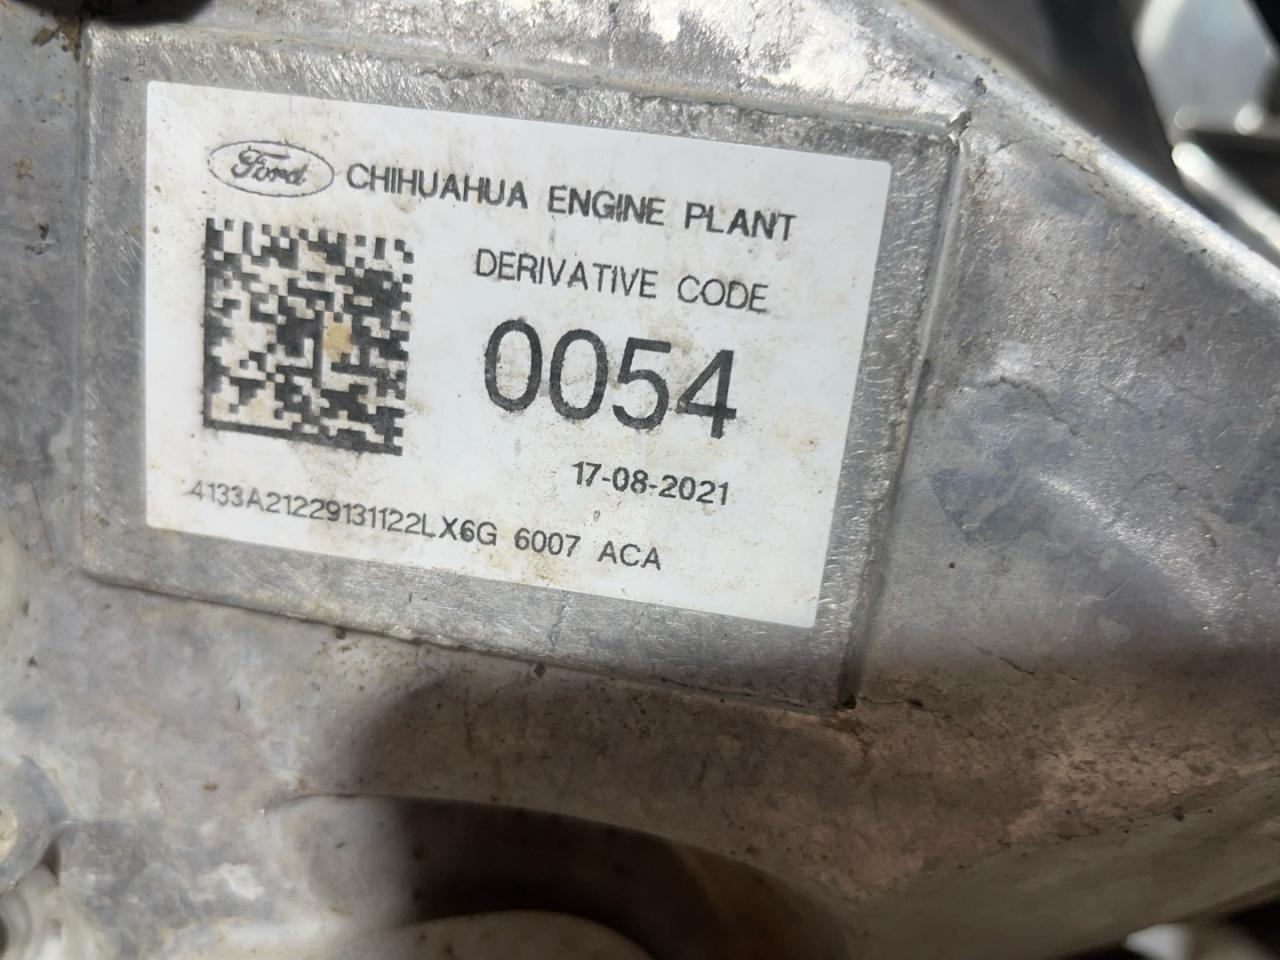 Ford CHIHUAHUA ENGINE PLANT
DERIVATIVE CODE
0054
17-08-2021
4133A21229131122LX6G 6007 ACA